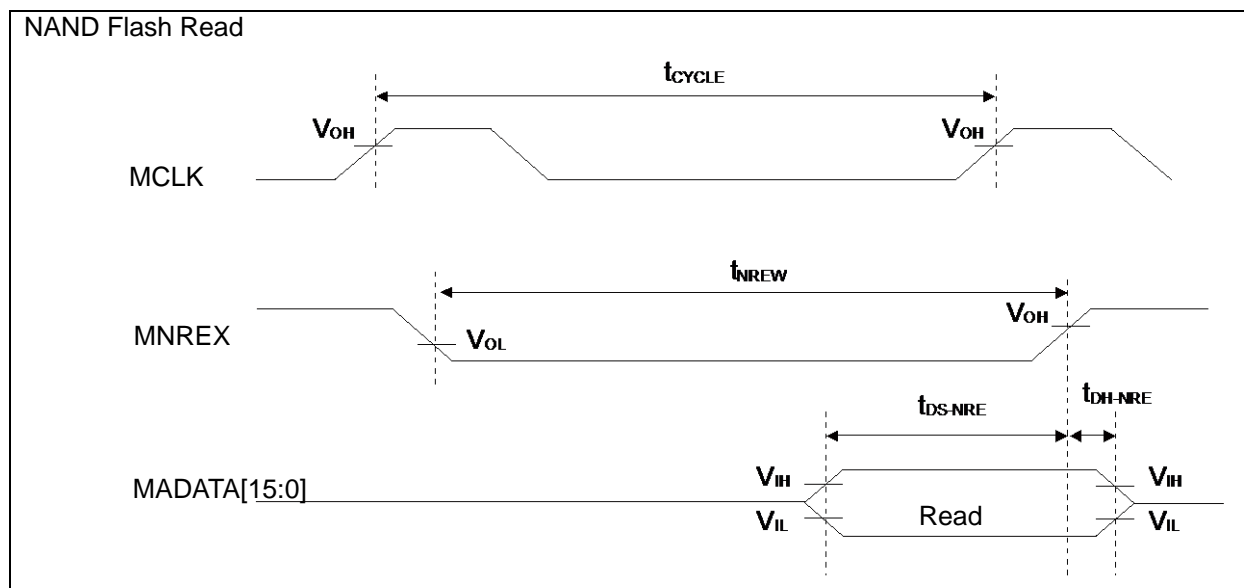 NAND Flash Read
tCYCLE
VOH VOH
MCLK
tNREW
VOH
MNREX VOL
tDS-NRE tDH-NRE
VIH VIH
MADATA[15:0]
Read
VIL VIL